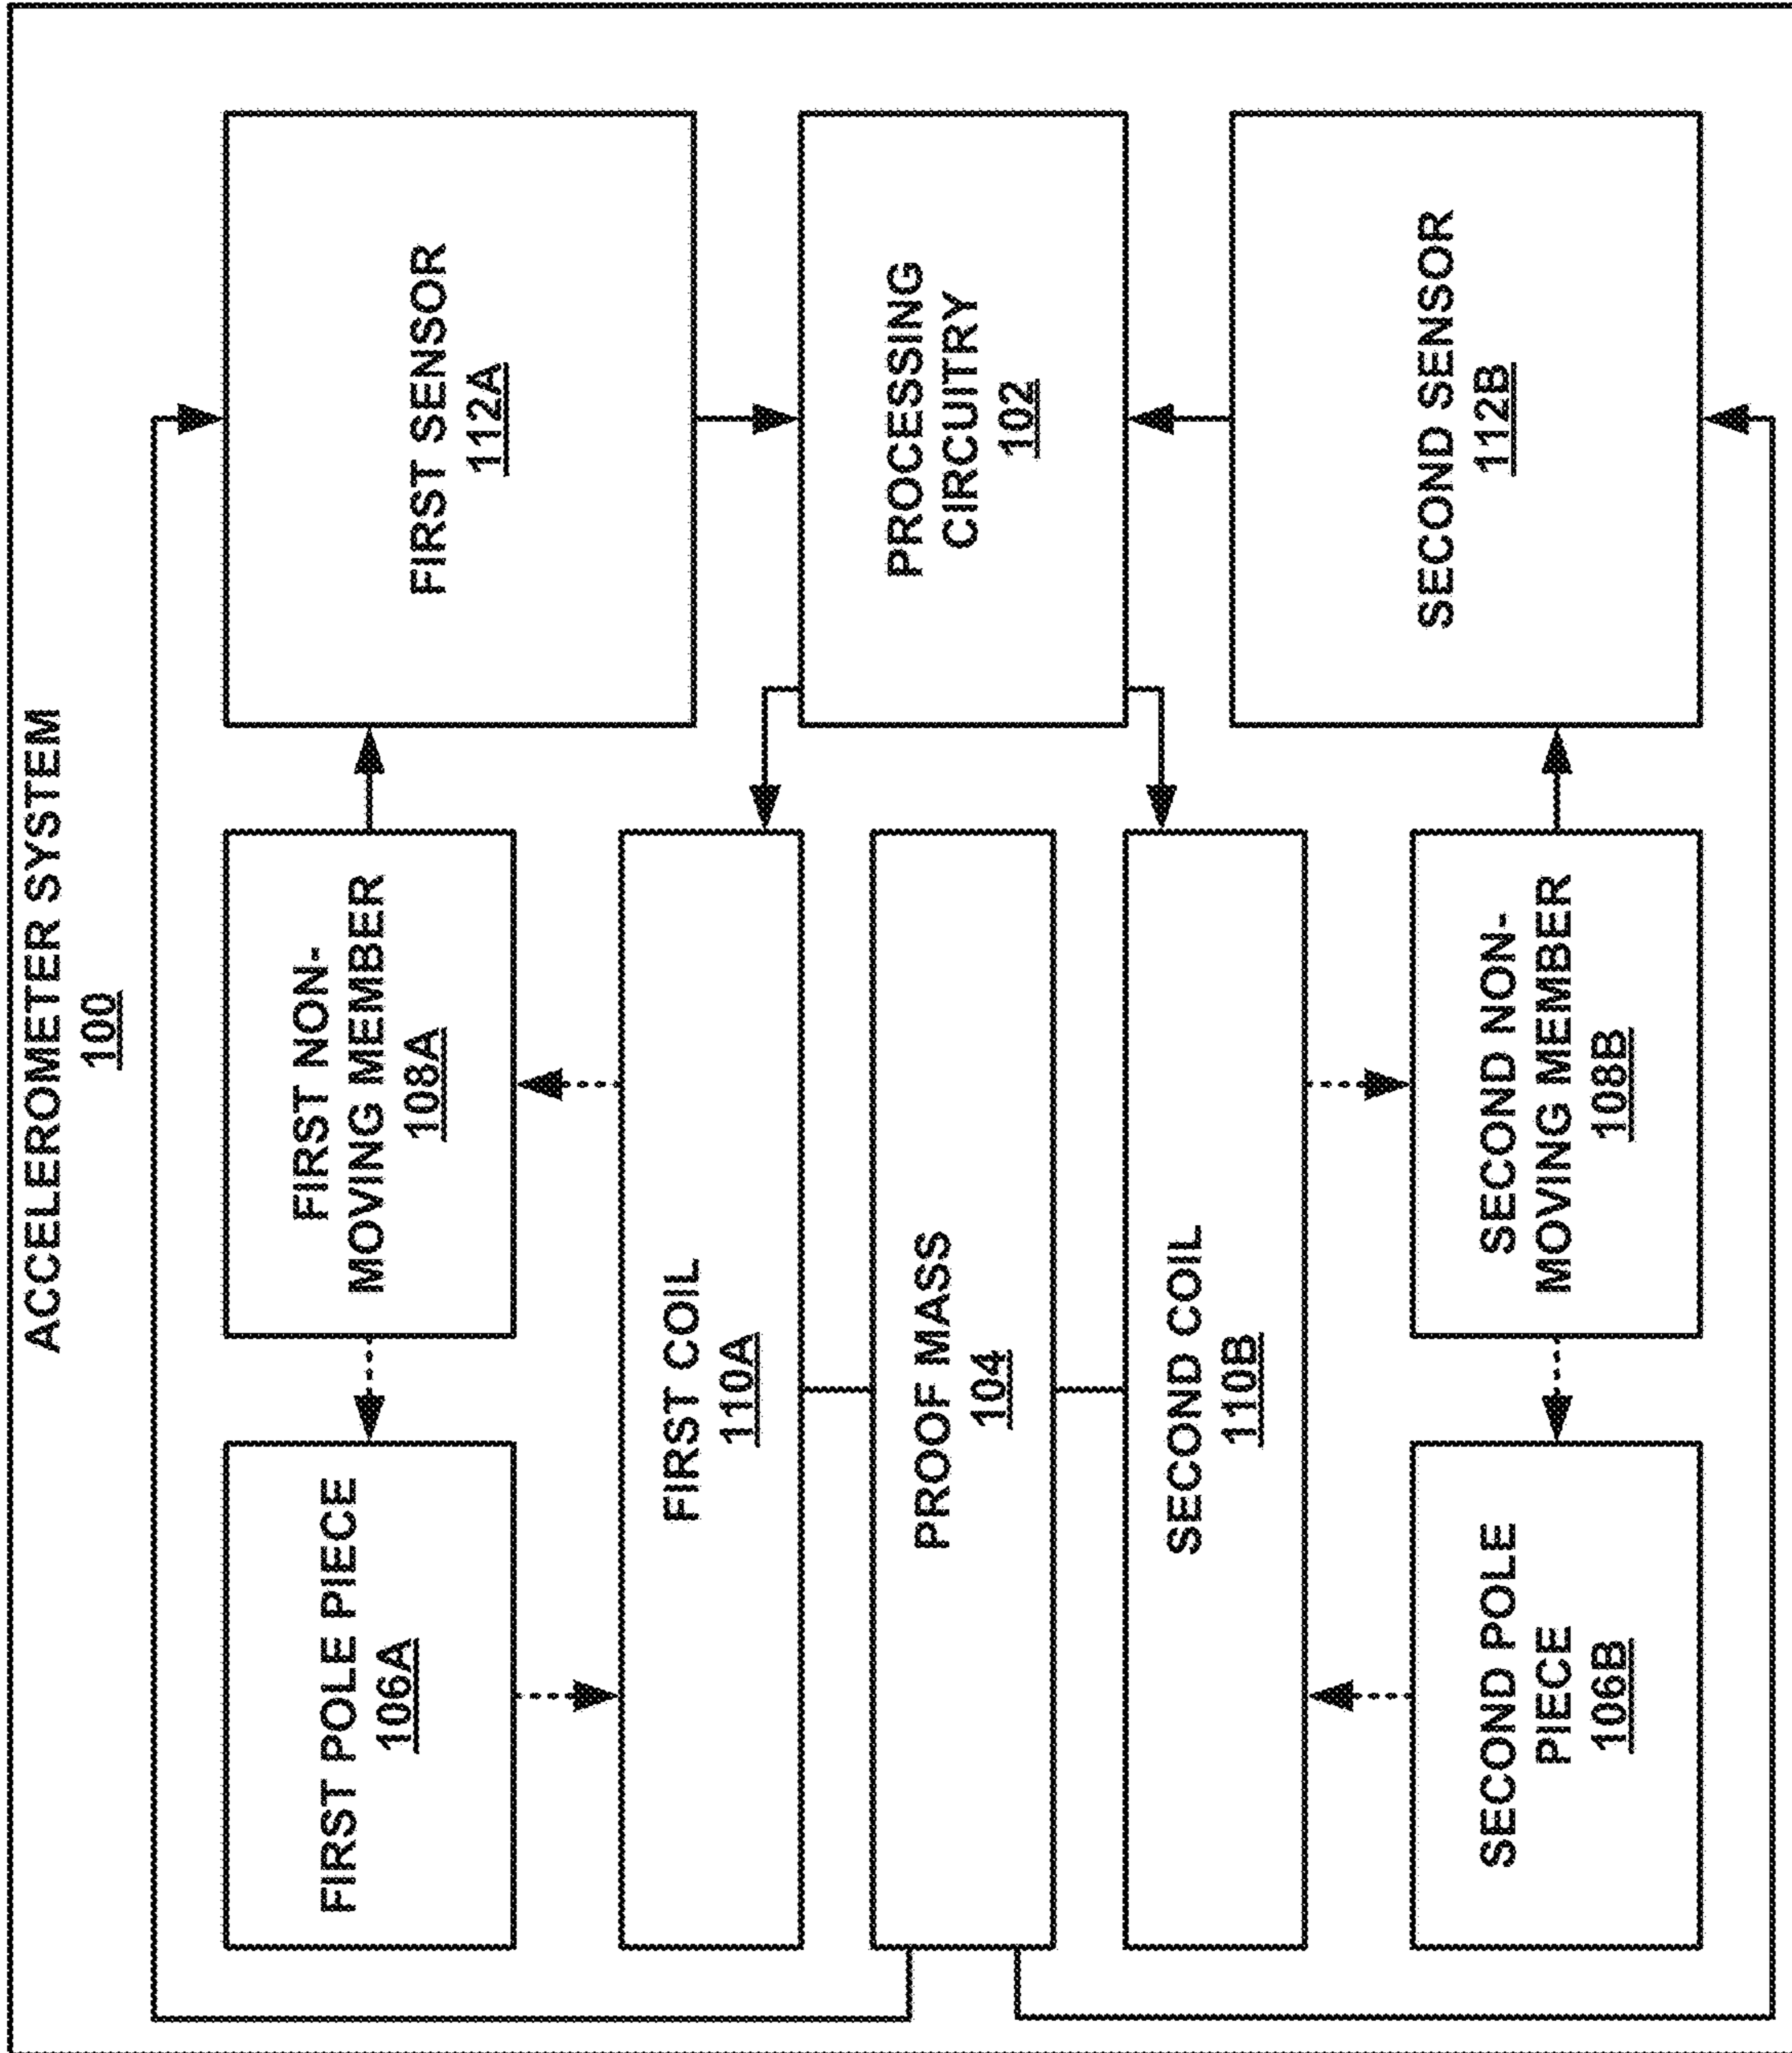 ACCELEROMETER SYSTEM
100
FIRST POLE PIECE
106A
FIRST NON-
MOVING MEMBER
108A
FIRST SENSOR
112A
FIRST COIL
110A
PROOF MASS
104
PROCESSING
CIRCUITRY
102
SECOND COIL
110B
SECOND POLE
PIECE
106B
SECOND NON-
MOVING MEMBER
108B
SECOND SENSOR
112B